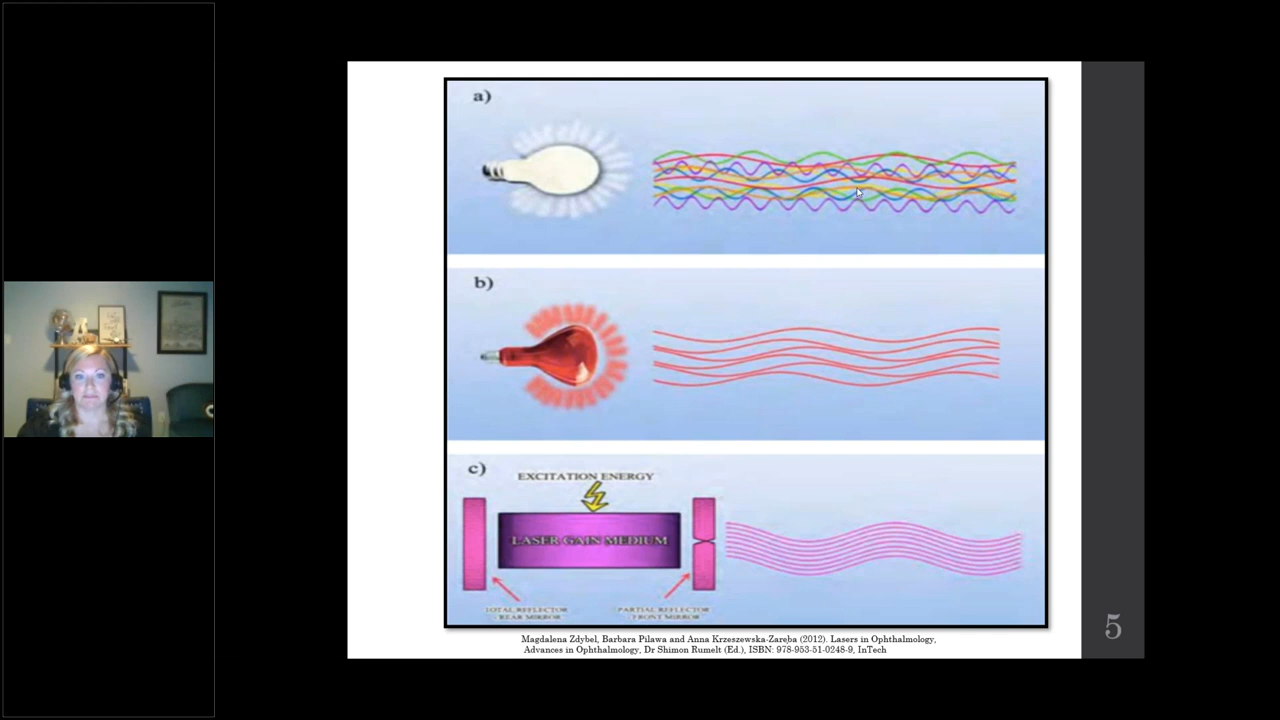 a)
b)
c)
EXCITATION ENERGY
LASER GAIN MEDIUM
TOTAL REFLECTOR
REAR MIRROR
PARTIAL REFLECTOR
FRONT MIRROR
Magdalena Zdybel, Barbara Pilawa and Anna Krzeszewska-Zaręba (2012). Lasers in Ophthalmology,
Advances in Ophthalmology, Dr Shimon Rumelt (Ed.), ISBN: 978-953-51-0248-9, InTech
5